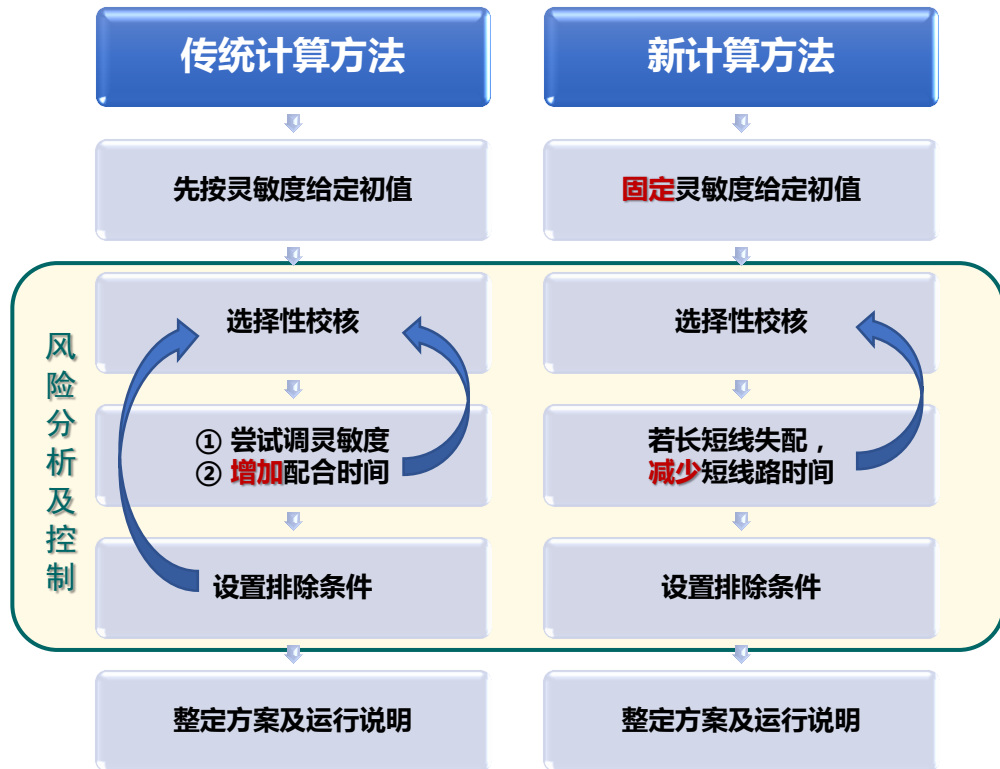 传统计算方法
新计算方法
先按灵敏度给定初值
固定灵敏度给定初值
风险分析及控制
选择性校核
选择性校核
① 尝试调灵敏度
② 增加配合时间
若长短线失配，
减少短线路时间
设置排除条件
设置排除条件
整定方案及运行说明
整定方案及运行说明